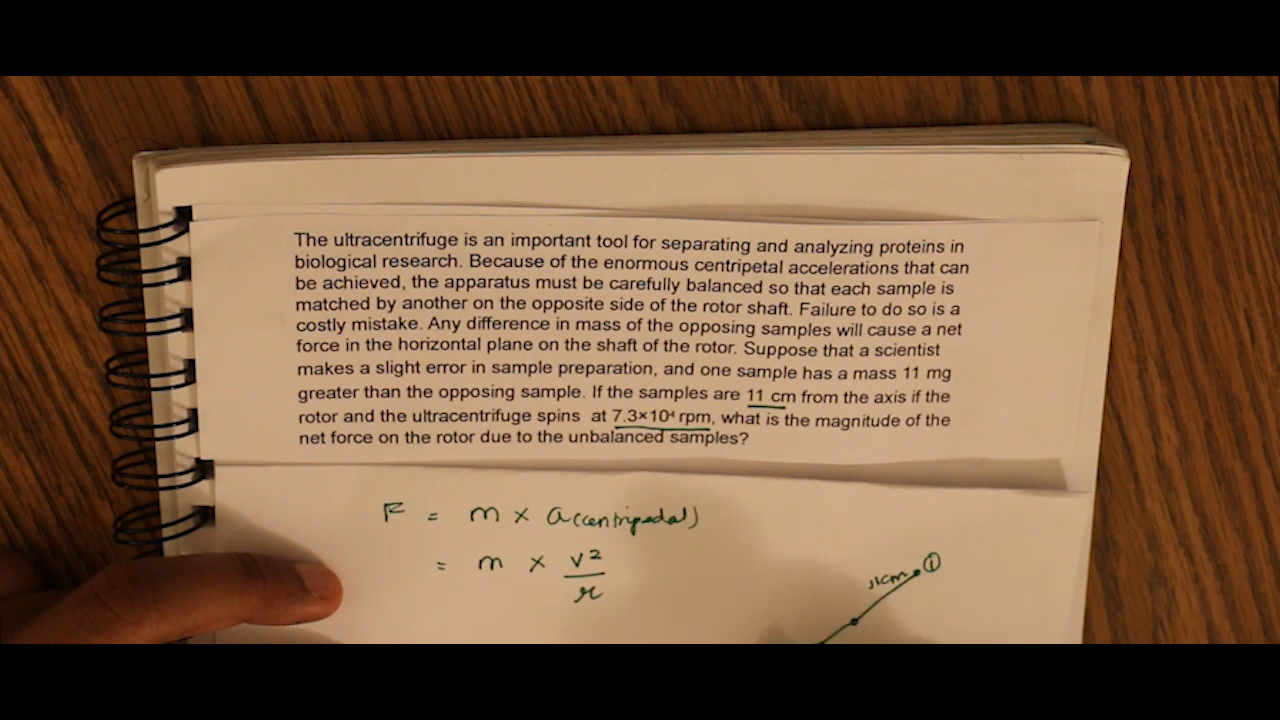 The ultracentrifuge is an important tool for separating and analyzing proteins in
biological research. Because of the enormous centripetal accelerations that can
be achieved, the apparatus must be carefully balanced so that each sample is
matched by another on the opposite side of the rotor shaft. Failure to do so is a
costly mistake. Any difference in mass of the opposing samples will cause a net
force in the horizontal plane on the shaft of the rotor. Suppose that a scientist
makes a slight error in sample preparation, and one sample has a mass 11 mg
greater than the opposing sample. If the samples are 11 cm from the axis if the
rotor and the ultracentrifuge spins at 7.3×10⁴ rpm, what is the magnitude of the
net force on the rotor due to the unbalanced samples?
F = m × a(centripedal)
= m × v²/r
11cm ①